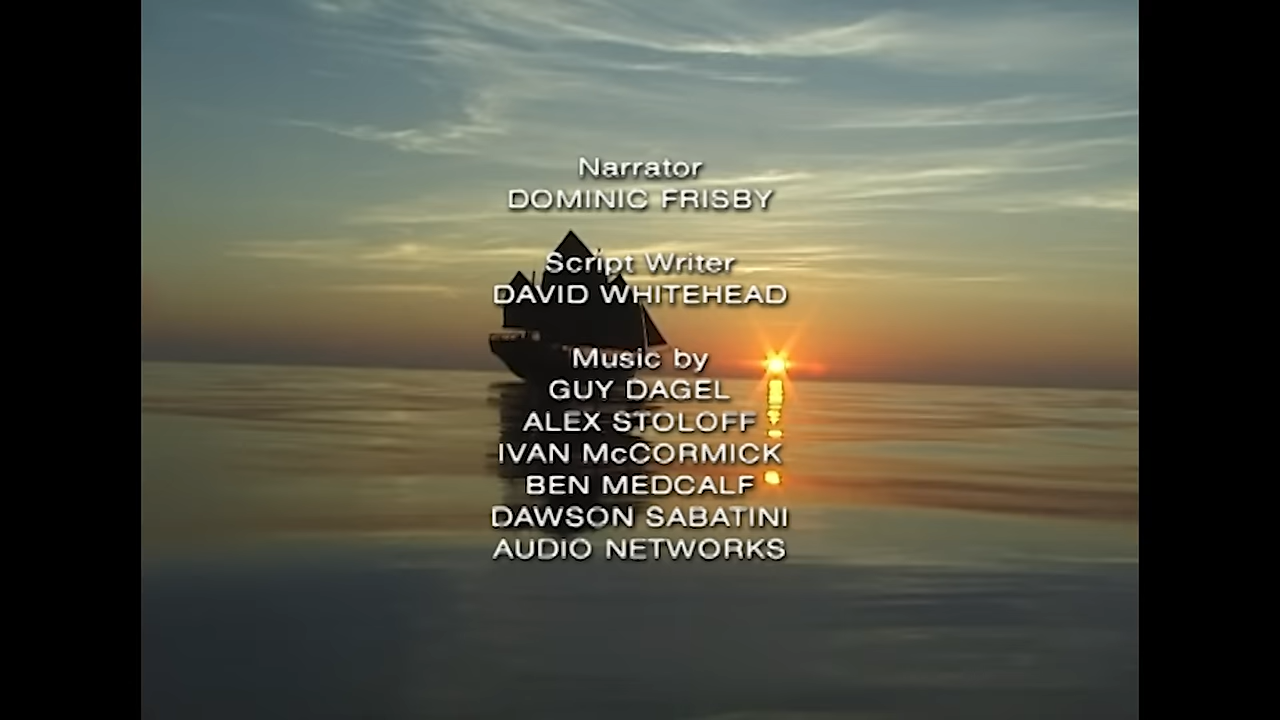 Narrator
DOMINIC FRISBY
Script Writer
DAVID WHITEHEAD
Music by
GUY DAGEL
ALEX STOLOFF
IVAN McCORMICK
BEN MEDCALF
DAWSON SABATINI
AUDIO NETWORKS